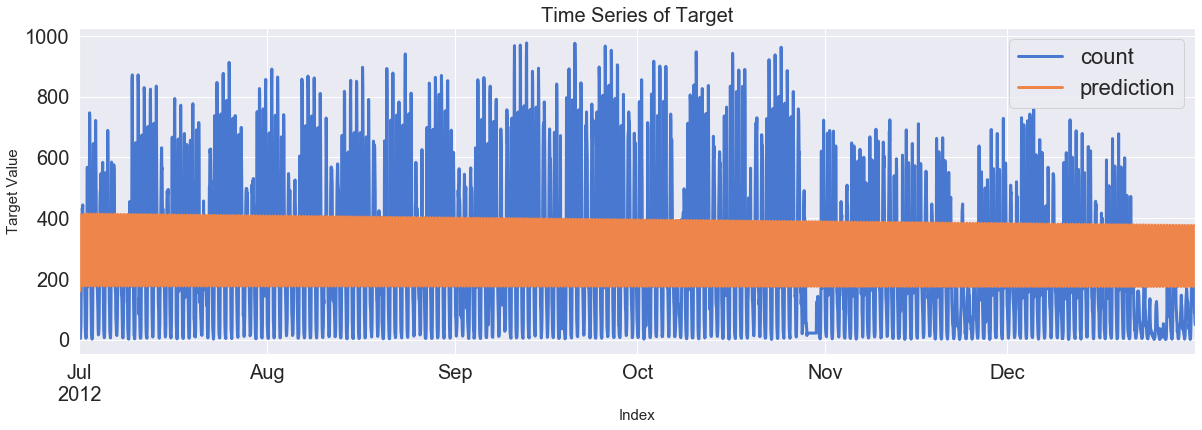 Time Series of Target
1000
800
600
400
200
0
Target Value
count
prediction
Jul Aug Sep Oct Nov Dec
2012
Index